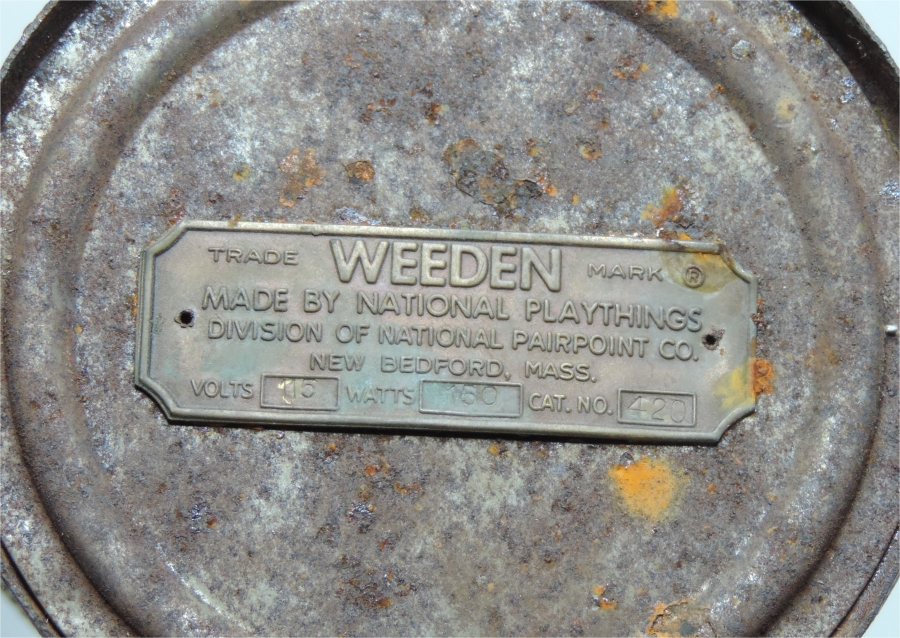 TRADE WEEDEN MARK ®
MADE BY NATIONAL PLAYTHINGS
DIVISION OF NATIONAL PAIRPOINT CO.
NEW BEDFORD, MASS.
VOLTS 115 WATTS 160 CAT. NO. 420